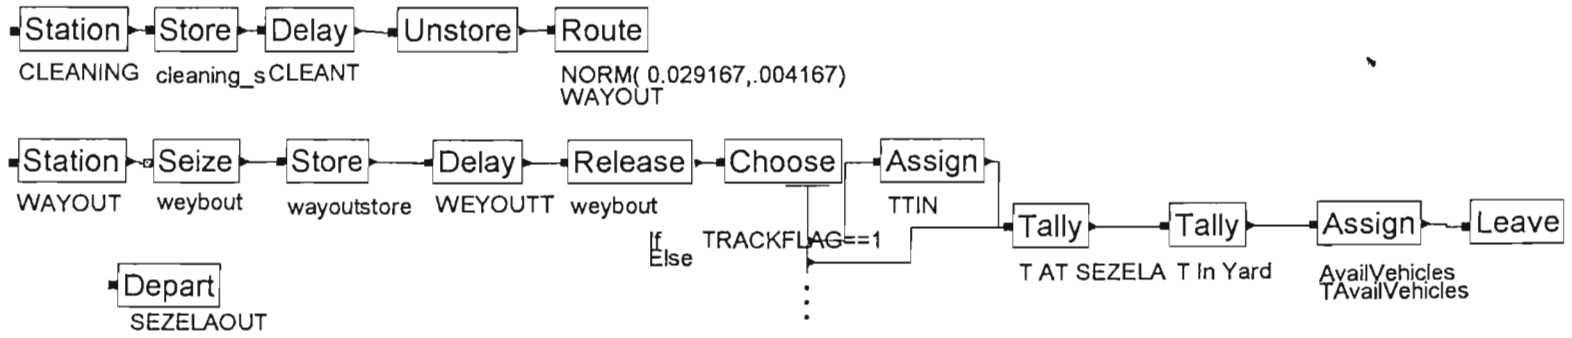 Station Store Delay Unstore Route
CLEANING cleaning_s CLEANT NORM( 0.029167,.004167)
WAYOUT
Station Seize Store Delay Release Choose Assign
WAYOUT weybout wayoutstore WEYOUTT weybout TTIN
Tally Tally Assign Leave
If TRACKFLAG==1
Else
T AT SEZELA T In Yard AvailVehicles
TAvailVehicles
Depart
SEZELAOUT